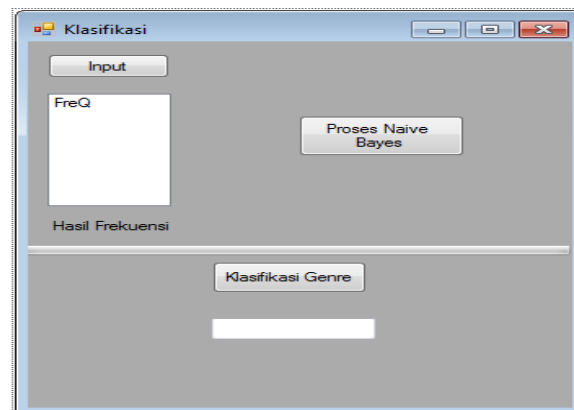 Klasifikasi
Input
FreQ
Proses Naive
Bayes
Hasil Frekuensi
Klasifikasi Genre